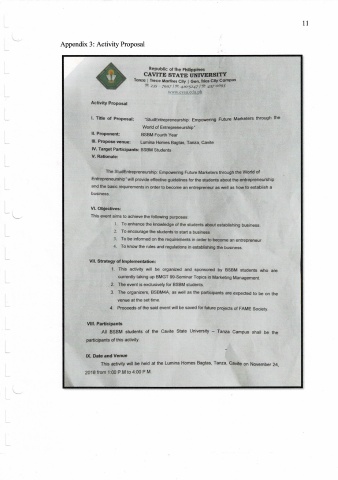 11
Appendix 3: Activity Proposal
Republic of the Philippines
CAVITE STATE UNIVERSITY
Tanza | Trece Martires City | Gen. Trias City Campus
Activity Proposal
I. Title of Proposal: "StudEntrepreneurship: Empowering Future Marketers through the
World of Entrepreneurship"
II. Proponent: BSBM Fourth Year
III. Propose venue: Lumina Homes Bagtas, Tanza, Cavite
IV. Target Participants: BSBM Students
V. Rationale:
The StudEntrepreneurship: Empowering Future Marketers through the World of
Entrepreneurship" will provide effective guidelines for the students about the entrepreneurship
and the basic requirements in order to become an entrepreneur as well as how to establish a
business.
VI. Objectives:
This event aims to achieve the following purposes:
1. To enhance the knowledge of the students about establishing business.
2. To encourage the students to start a business
3. To be informed on the requirements in order to become an entrepreneur
4. To know the rules and regulations in establishing the business
VII. Strategy of Implementation:
1. This activity will be organized and sponsored by BSBM students who are
currently taking up BMGT 90-Seminar Topics in Marketing Management.
2. The event is exclusively for BSBM students.
3. The organizers, BSBM4A, as well as the participants are expected to be on the
venue at the set time.
4. Proceeds of the said event will be saved for future projects of FAME Society.
VIII. Participants
All BSBM students of the Cavite State University – Tanza Campus shall be the
participants of this activity.
IX. Date and Venue
This activity will be held at the Lumina Homes Bagtas, Tanza, Cavite on November 24,
2018 from 1:00 P.M to 4:00 P.M.